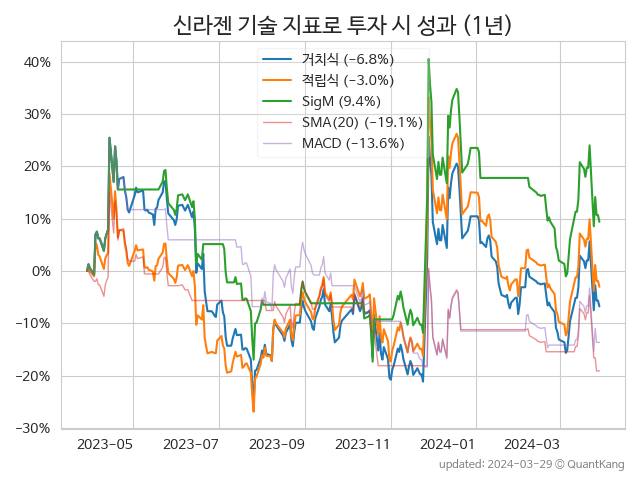 신라젠 기술 지표로 투자 시 성과 (1년)
거치식 (−6.8%)
적립식 (−3.0%)
SigM (9.4%)
SMA(20) (−19.1%)
MACD (−13.6%)
40%
30%
20%
10%
0%
−10%
−20%
−30%
2023−05 2023−07 2023−09 2023−11 2024−01 2024−03
updated: 2024−03−29 ⓒ QuantKang